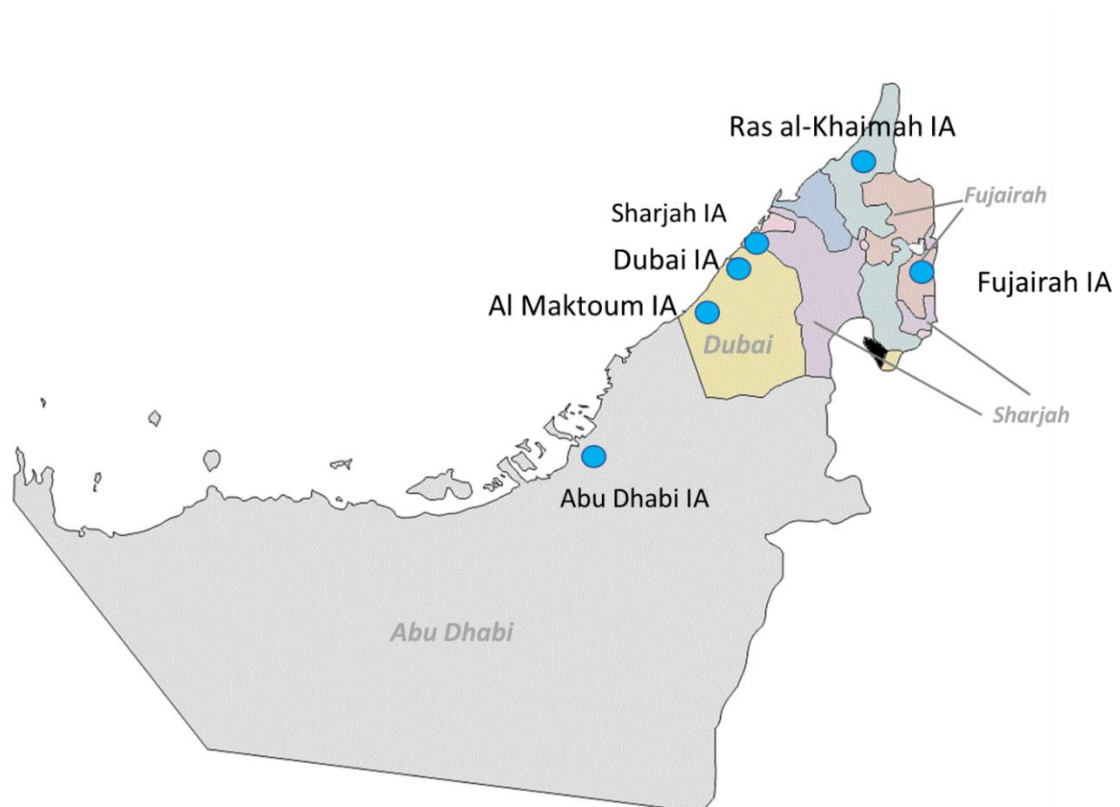 Ras al-Khaimah IA
Fujairah
Sharjah IA
Dubai IA
Fujairah IA
Al Maktoum IA
Dubai
Sharjah
Abu Dhabi IA
Abu Dhabi